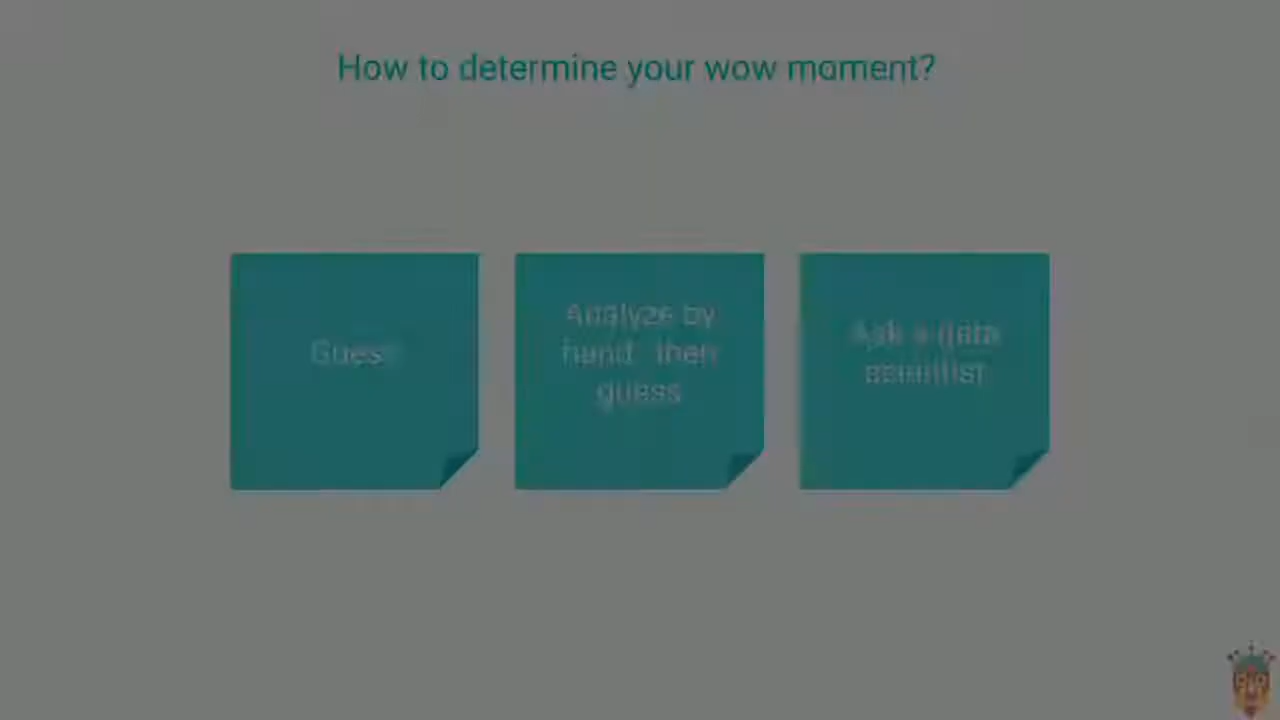 How to determine your wow moment?
Guess
Analyze by
hand, then
guess
Ask a data
scientist